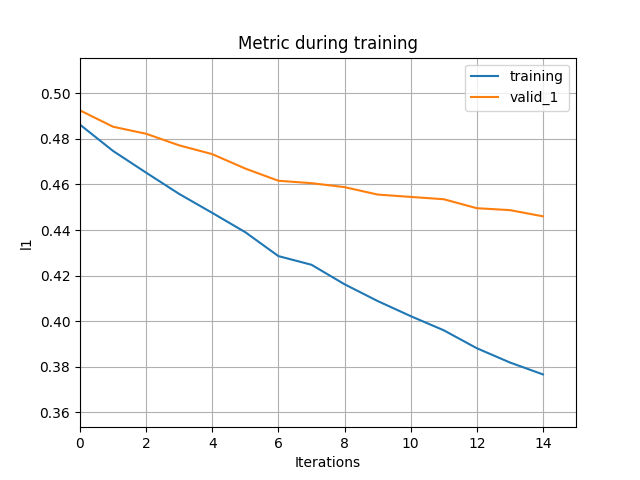 Metric during training
training
valid_1
0.50
0.48
0.46
0.44
0.42
0.40
0.38
0.36
l1
0 2 4 6 8 10 12 14
Iterations